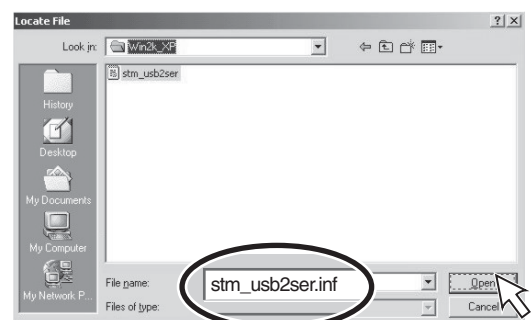 Locate File
Look in:
Win2k_XP
stm_usb2ser
History
Desktop
My Documents
My Computer
My Network P...
File name:
stm_usb2ser.inf
Open
Files of type:
Cancel